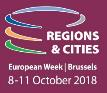 REGIONS
& CITIES
European Week | Brussels
8-11 October 2018